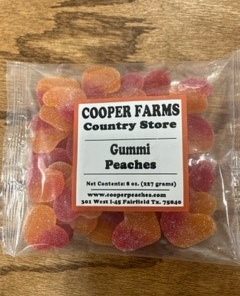 COOPER FARMS
Country Store
Gummi
Peaches
Net Contents: 8 oz. (227 grams)
www.cooperpeaches.com
301 West I-45 Fairfield Tx. 75840